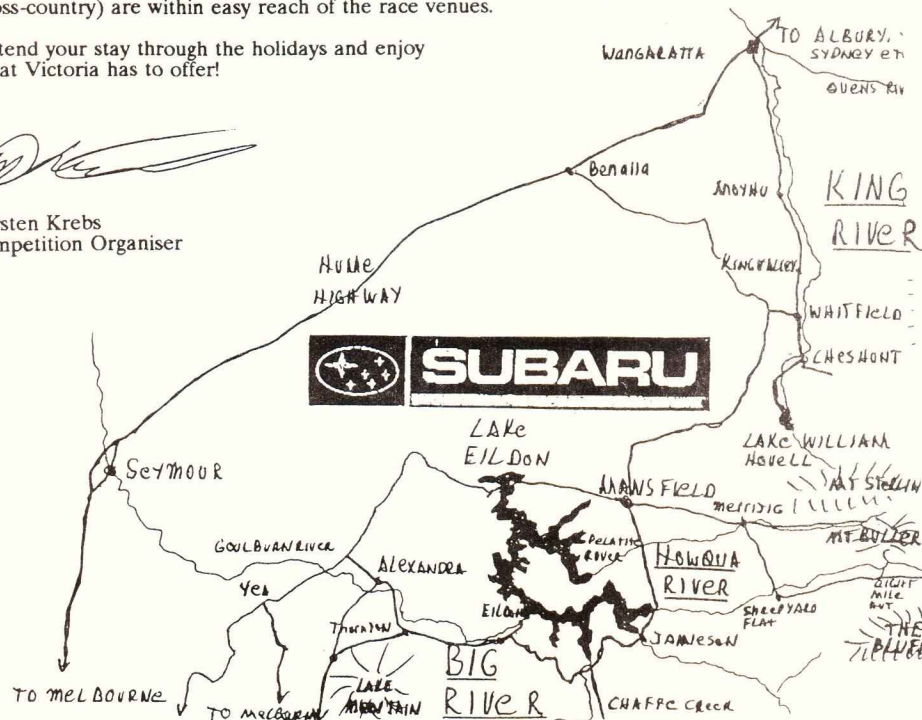 oss-country) are within easy reach of the race venues.
tend your stay through the holidays and enjoy
at Victoria has to offer!
sten Krebs
mpetition Organiser
TO ALBURY,
SYDNEY
WANGARATTA
OVENS RIV
Benalla
MOYHU
KING
RIVER
KING VALLEY
HUME
HIGHWAY
WHITFIELD
CHESHONT
SUBARU
LAKE
EILDON
LAKE WILLIAM
HOVELL
MT STERLIN
SEYMOUR
MANSFIELD
MERRIJIG
MT BULLER
GOULBURN RIVER
DELATITE
RIVER
HOWQUA
RIVER
ALEXANDRA
YEA
EIGHT
MILE
HUT
SHEEPYARD
FLAT
THORNTON
EILDON
THE
BLUFF
JAMIESON
BIG
RIVER
LAKE
MOUNTAIN
TO MELBOURNE
TO MELBOURN
CHAFFE CREEK